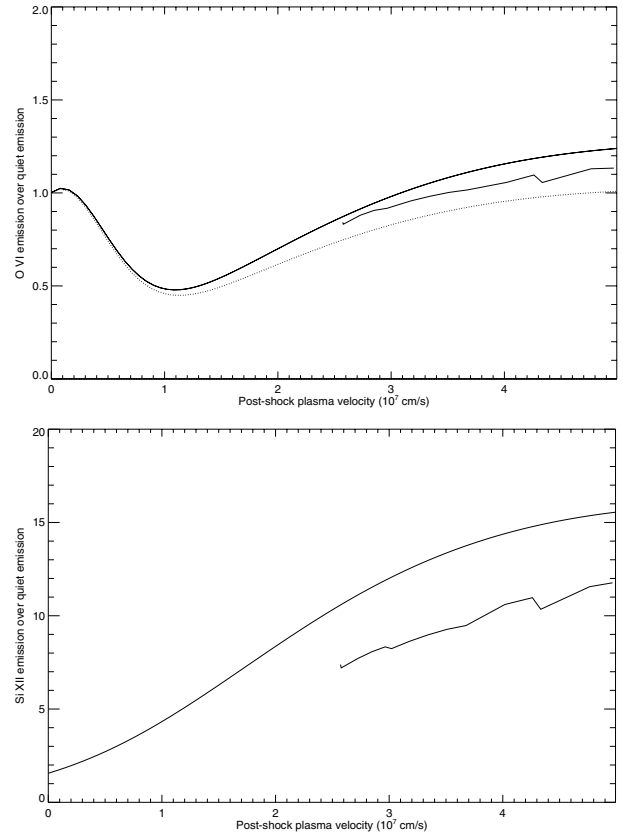 2.0
1.5
1.0
0.5
0.0
O VI emission over quiet emission
0 1 2 3 4
Post-shock plasma velocity (10⁷ cm/s)
20
15
10
5
0
Si XII emission over quiet emission
0 1 2 3 4
Post-shock plasma velocity (10⁷ cm/s)